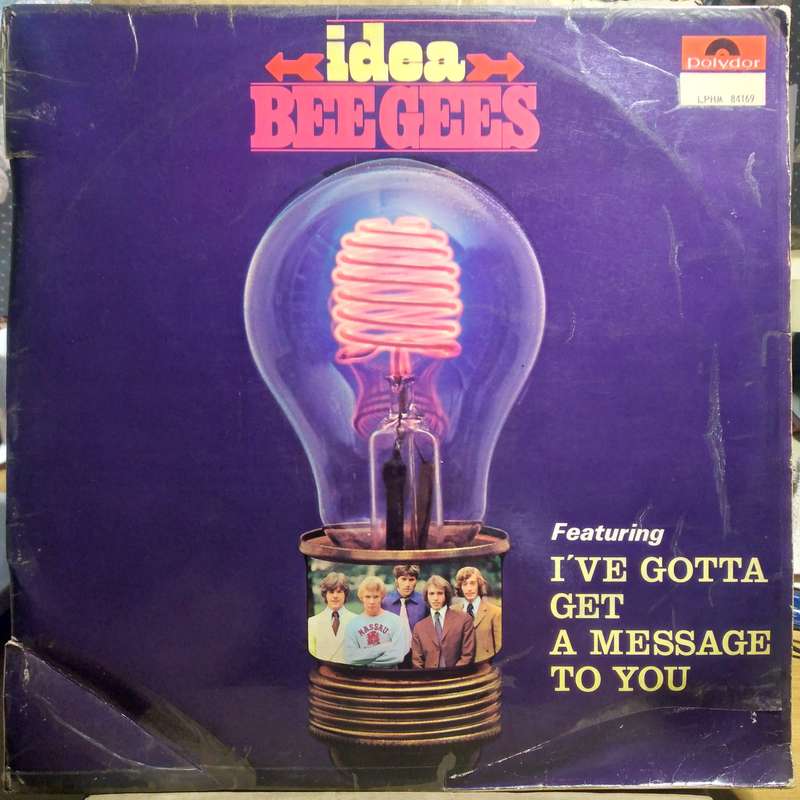 idea
BEE GEES
Polydor
LPHM 84169
Featuring
I'VE GOTTA
GET
A MESSAGE
TO YOU
NASSAU